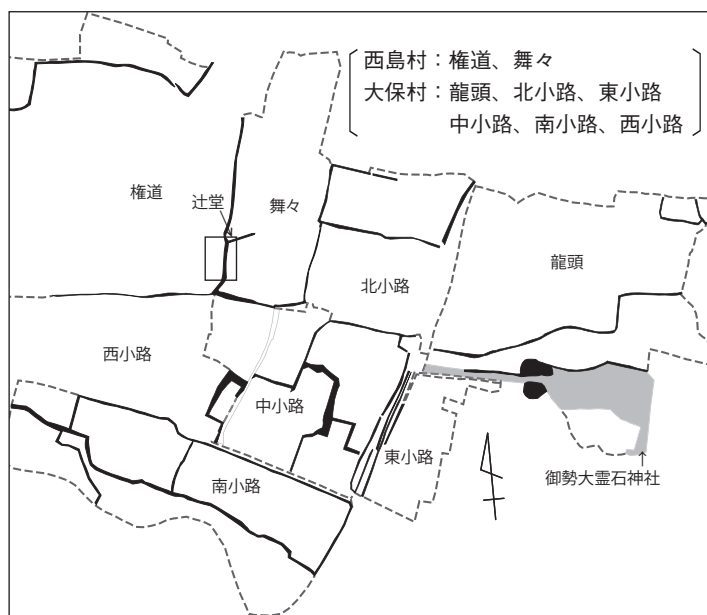 西島村：権道、舞々
大保村：龍頭、北小路、東小路
中小路、南小路、西小路
権道
辻堂
舞々
龍頭
北小路
西小路
中小路
東小路
南小路
御勢大霊石神社